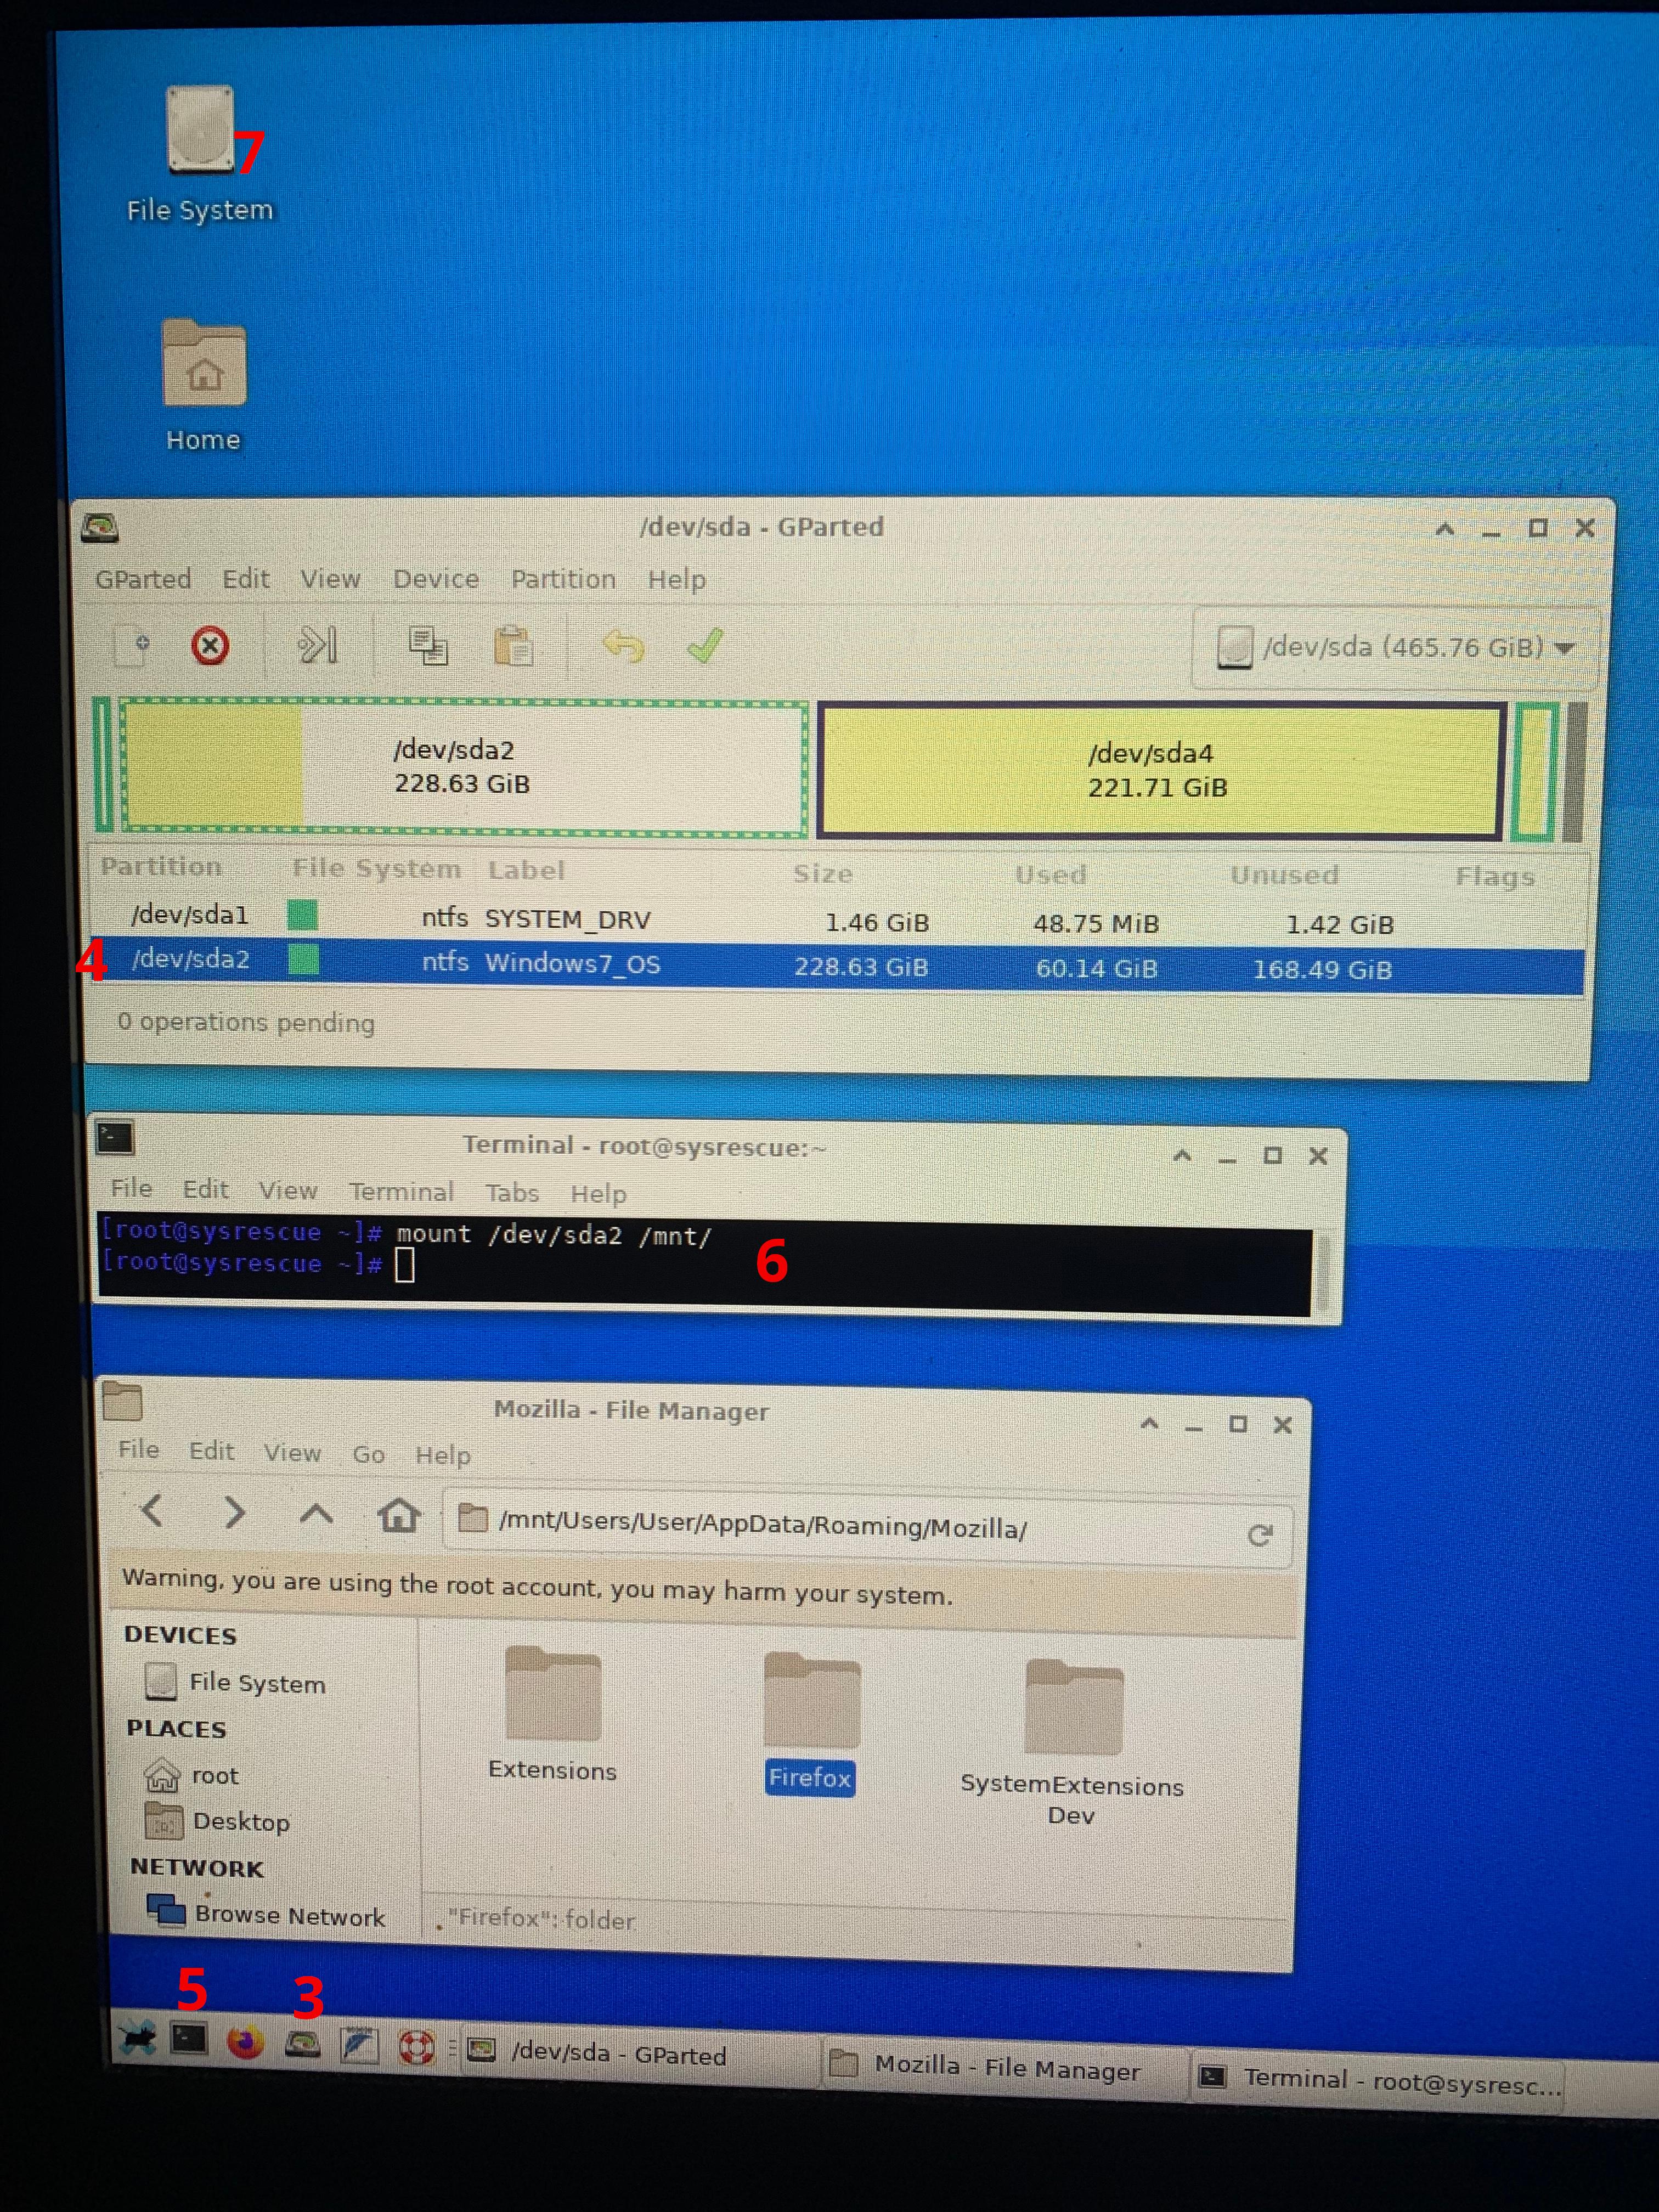 7
File System
Home
/dev/sda - GParted
GParted Edit View Device Partition Help
/dev/sda (465.76 GiB)
/dev/sda2
228.63 GiB
/dev/sda4
221.71 GiB
Partition File System Label Size Used Unused Flags
/dev/sda1 ntfs SYSTEM_DRV 1.46 GiB 48.75 MiB 1.42 GiB
4 /dev/sda2 ntfs Windows7_OS 228.63 GiB 60.14 GiB 168.49 GiB
0 operations pending
Terminal - root@sysrescue:~
File Edit View Terminal Tabs Help
[root@sysrescue ~]# mount /dev/sda2 /mnt/
[root@sysrescue ~]#
6
Mozilla - File Manager
File Edit View Go Help
/mnt/Users/User/AppData/Roaming/Mozilla/
Warning, you are using the root account, you may harm your system.
DEVICES
File System
PLACES
root
Desktop
NETWORK
Browse Network
Extensions
Firefox
SystemExtensions
Dev
"Firefox": folder
5 3
/dev/sda - GParted
Mozilla - File Manager
Terminal - root@sysresc...